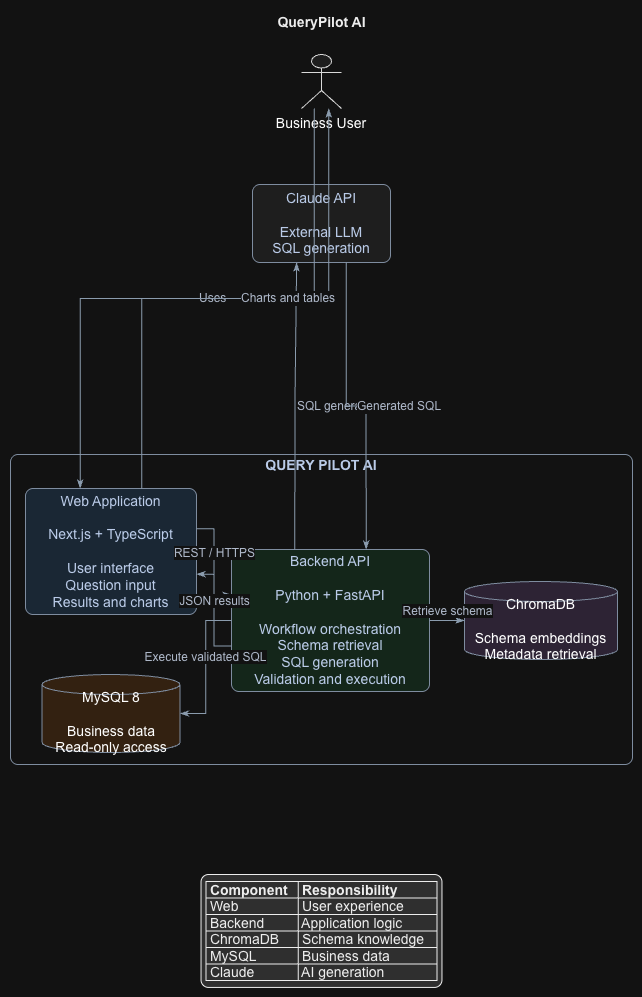 QueryPilot AI
Business User
Claude API
External LLM
SQL generation
Uses
Charts and tables
SQL gene
Generated SQL
QUERY PILOT AI
Web Application
Next.js + TypeScript
User interface
Question input
Results and charts
REST / HTTPS
JSON results
Backend API
Python + FastAPI
Workflow orchestration
Schema retrieval
SQL generation
Validation and execution
Retrieve schema
ChromaDB
Schema embeddings
Metadata retrieval
Execute validated SQL
MySQL 8
Business data
Read-only access
Component Responsibility
Web User experience
Backend Application logic
ChromaDB Schema knowledge
MySQL Business data
Claude AI generation